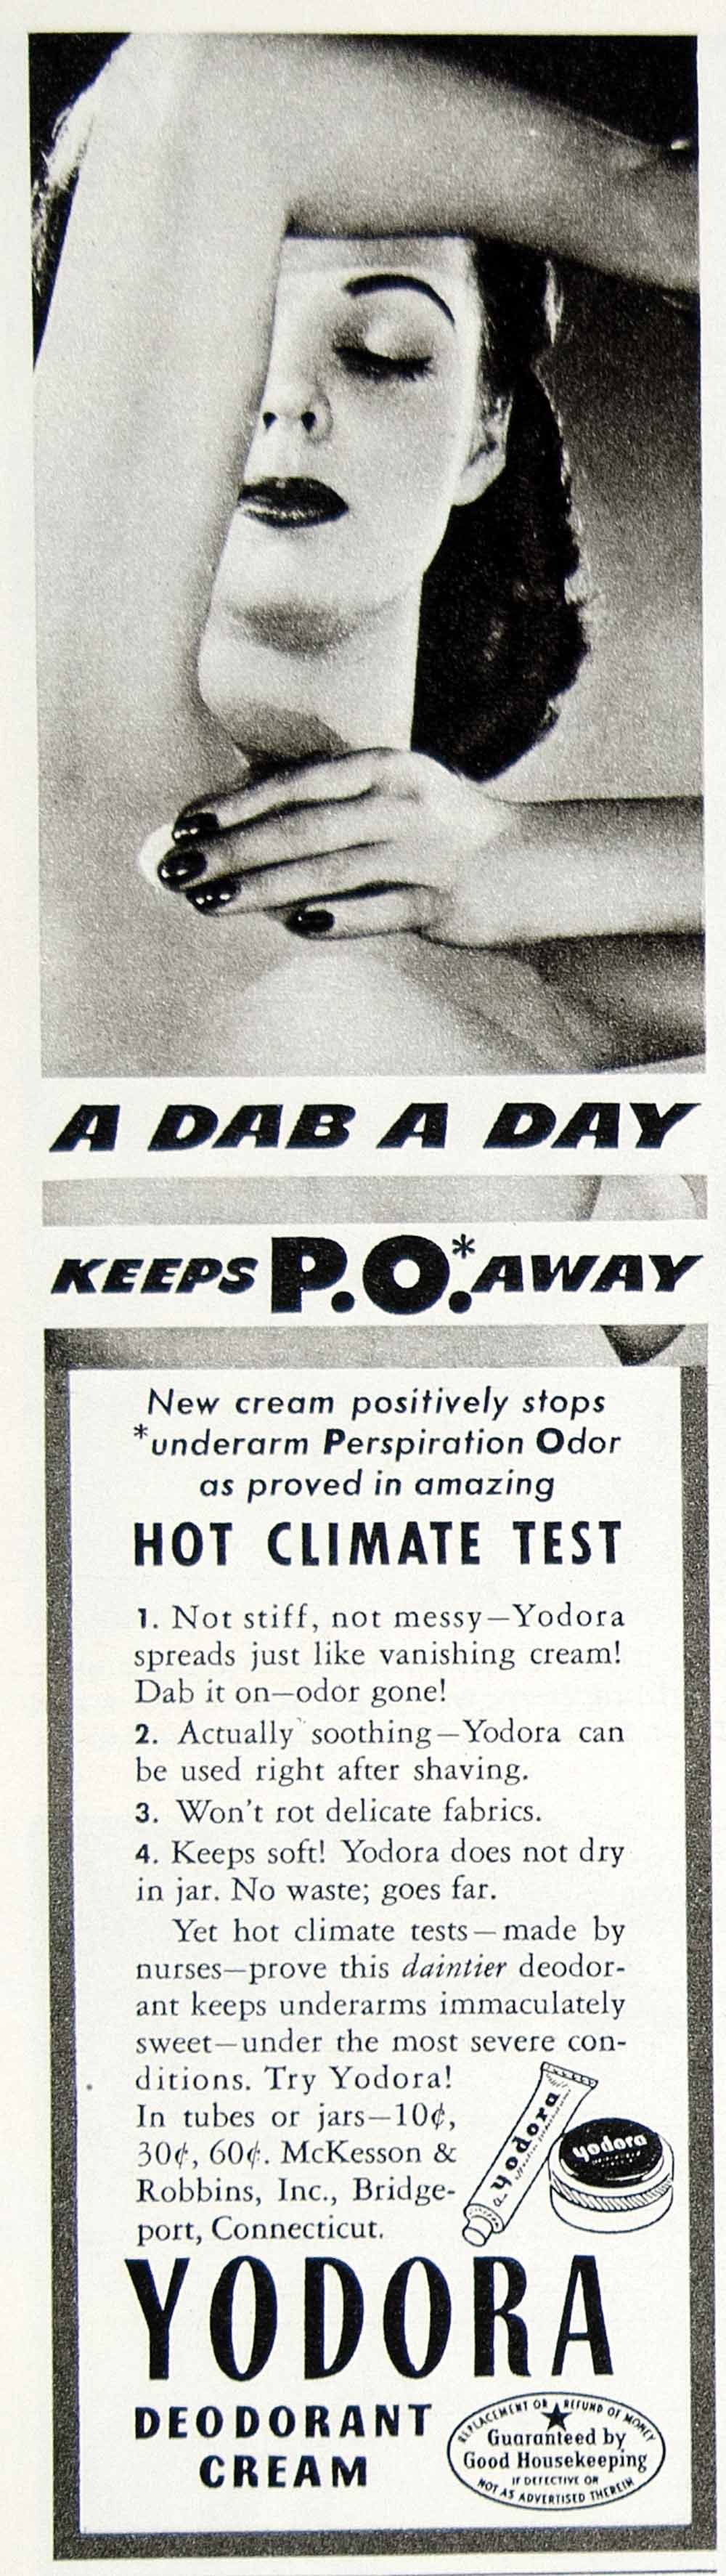 A DAB A DAY
KEEPS P.O.* AWAY
New cream positively stops
*underarm Perspiration Odor
as proved in amazing
HOT CLIMATE TEST
1. Not stiff, not messy—Yodora
spreads just like vanishing cream!
Dab it on—odor gone!
2. Actually soothing—Yodora can
be used right after shaving.
3. Won't rot delicate fabrics.
4. Keeps soft! Yodora does not dry
in jar. No waste; goes far.
Yet hot climate tests—made by
nurses—prove this daintier deodor-
ant keeps underarms immaculately
sweet—under the most severe con-
ditions. Try Yodora!
In tubes or jars—10¢,
30¢, 60¢. McKesson &
Robbins, Inc., Bridge-
port, Connecticut.
Yodora
Yodora
YODORA
DEODORANT
CREAM
REPLACEMENT OR REFUND OF MONEY
Guaranteed by
Good Housekeeping
IF DEFECTIVE OR
NOT AS ADVERTISED THEREIN